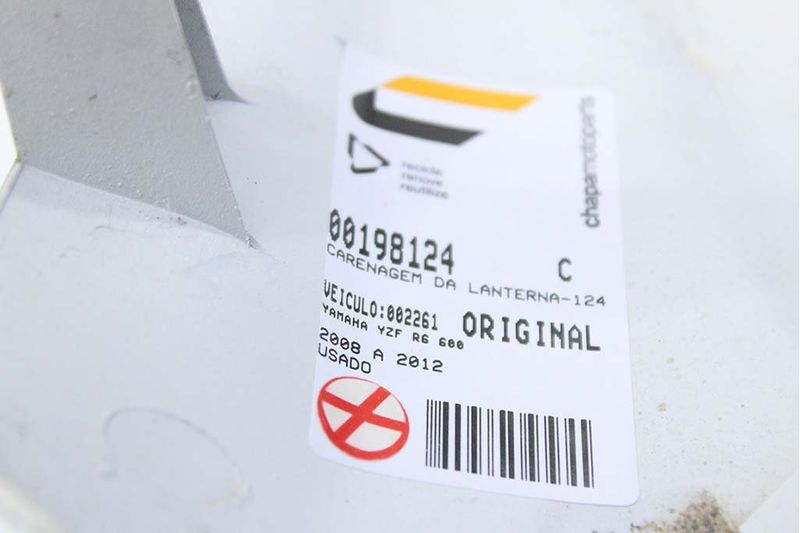 recicle
renove
reutilize
chapamotoparts
00198124 C
CARENAGEM DA LANTERNA-124
VEICULO:002261 ORIGINAL
YAMAHA YZF R6 600
2008 A 2012
USADO